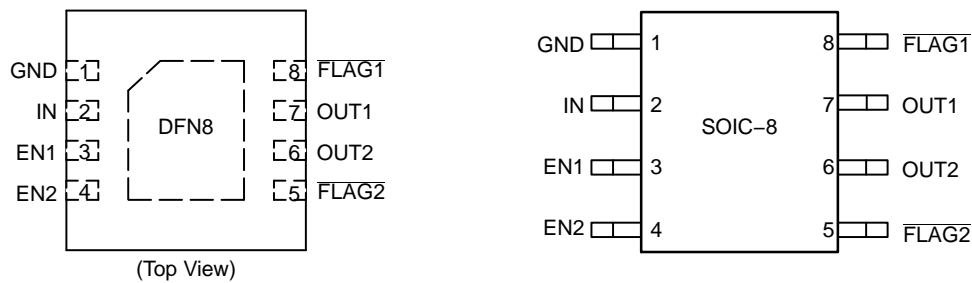 GND 1 8 FLAG1
IN 2 7 OUT1
DFN8
EN1 3 6 OUT2
EN2 4 5 FLAG2
(Top View)
GND 1 8 FLAG1
IN 2 7 OUT1
SOIC–8
EN1 3 6 OUT2
EN2 4 5 FLAG2